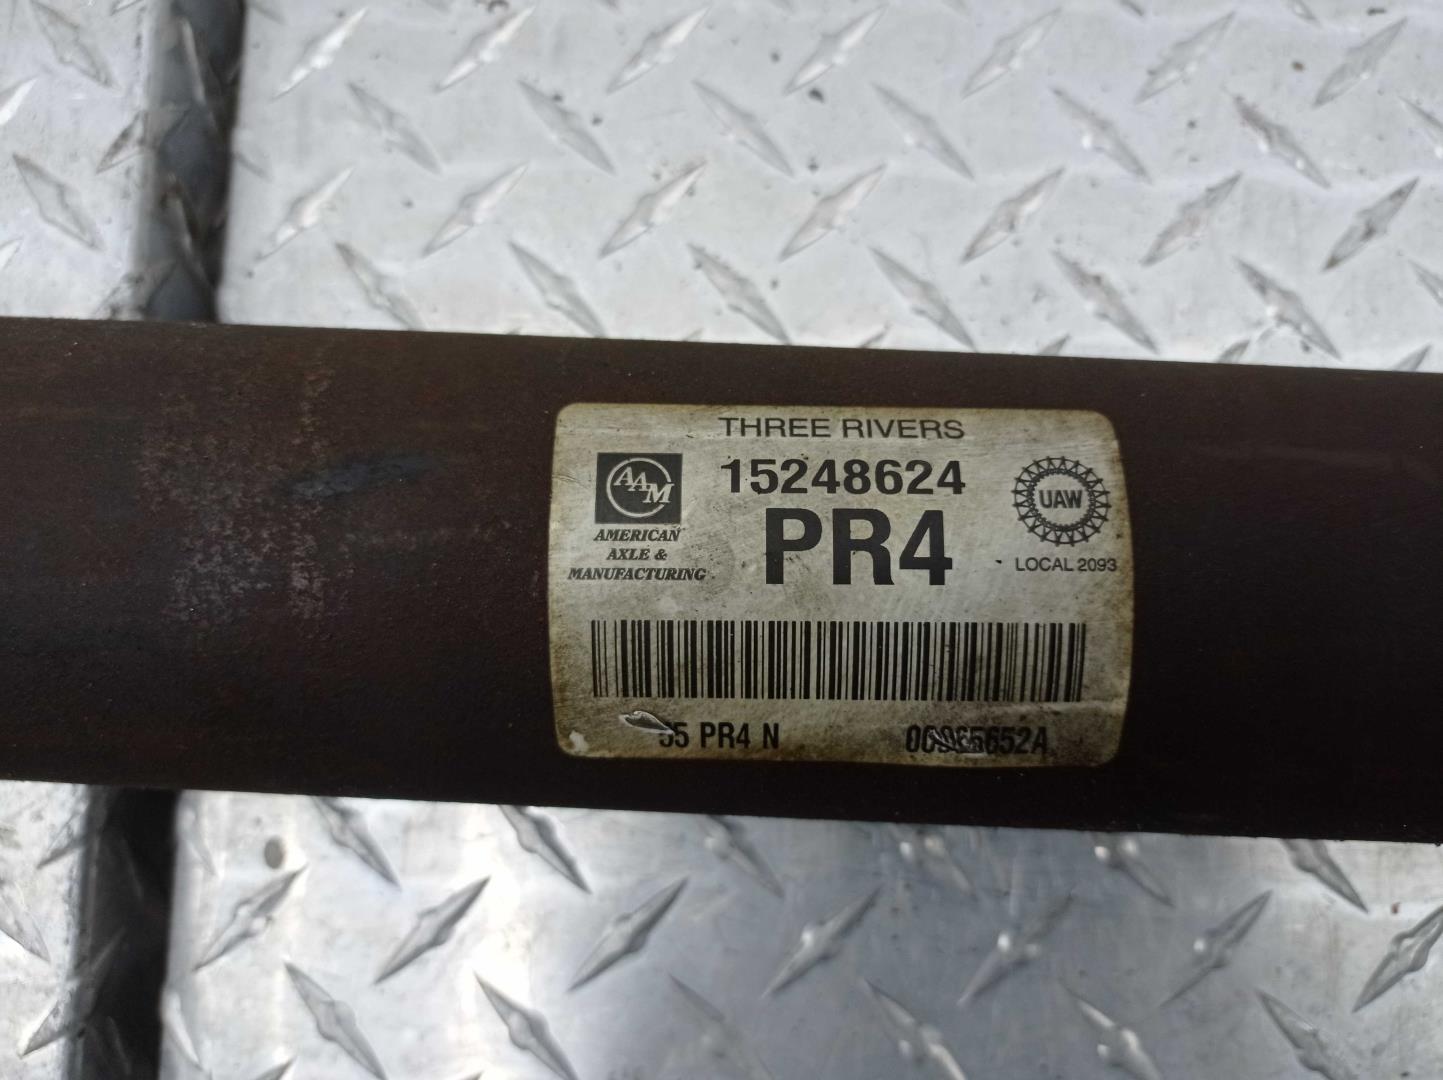 THREE RIVERS
AAM
15248624
UAW
PR4
AMERICAN
AXLE &
MANUFACTURING
LOCAL 2093
PR4 N